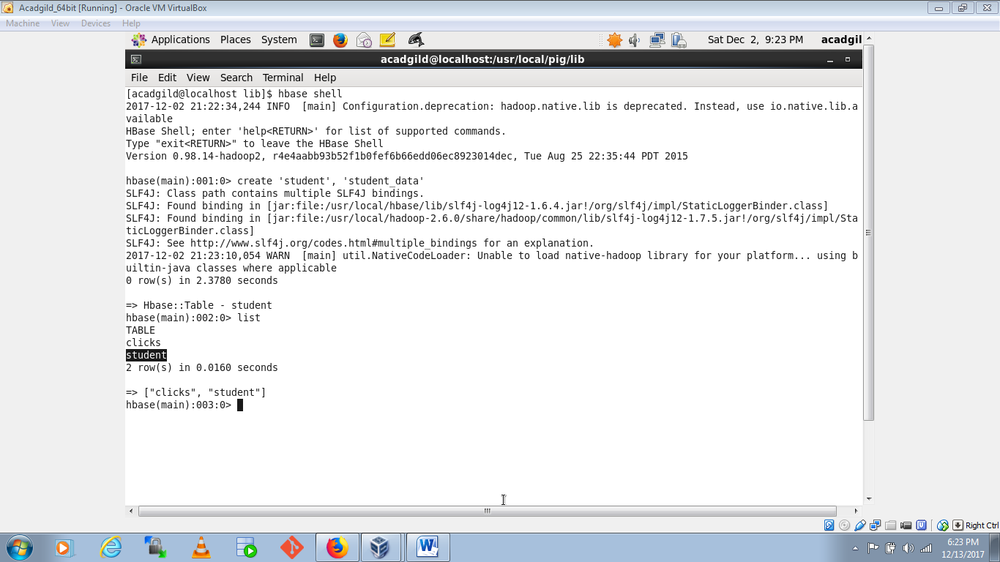 Acadgild_64bit [Running] - Oracle VM VirtualBox
Machine View Devices Help
Applications Places System Sat Dec 2, 9:23 PM acadgil
acadgild@localhost:/usr/local/pig/lib
File Edit View Search Terminal Help
[acadgild@localhost lib]$ hbase shell
2017-12-02 21:22:34,244 INFO  [main] Configuration.deprecation: hadoop.native.lib is deprecated. Instead, use io.native.lib.a
vailable
HBase Shell; enter 'help<RETURN>' for list of supported commands.
Type "exit<RETURN>" to leave the HBase Shell
Version 0.98.14-hadoop2, r4e4aabb93b52f1b0fef6b66edd06ec8923014dec, Tue Aug 25 22:35:44 PDT 2015
hbase(main):001:0> create 'student', 'student_data'
SLF4J: Class path contains multiple SLF4J bindings.
SLF4J: Found binding in [jar:file:/usr/local/hbase/lib/slf4j-log4j12-1.6.4.jar!/org/slf4j/impl/StaticLoggerBinder.class]
SLF4J: Found binding in [jar:file:/usr/local/hadoop-2.6.0/share/hadoop/common/lib/slf4j-log4j12-1.7.5.jar!/org/slf4j/impl/Sta
ticLoggerBinder.class]
SLF4J: See http://www.slf4j.org/codes.html#multiple_bindings for an explanation.
2017-12-02 21:23:10,054 WARN  [main] util.NativeCodeLoader: Unable to load native-hadoop library for your platform... using b
uiltin-java classes where applicable
0 row(s) in 2.3780 seconds
=> Hbase::Table - student
hbase(main):002:0> list
TABLE
clicks
student
2 row(s) in 0.0160 seconds
=> ["clicks", "student"]
hbase(main):003:0>
Right Ctrl
6:23 PM
12/13/2017